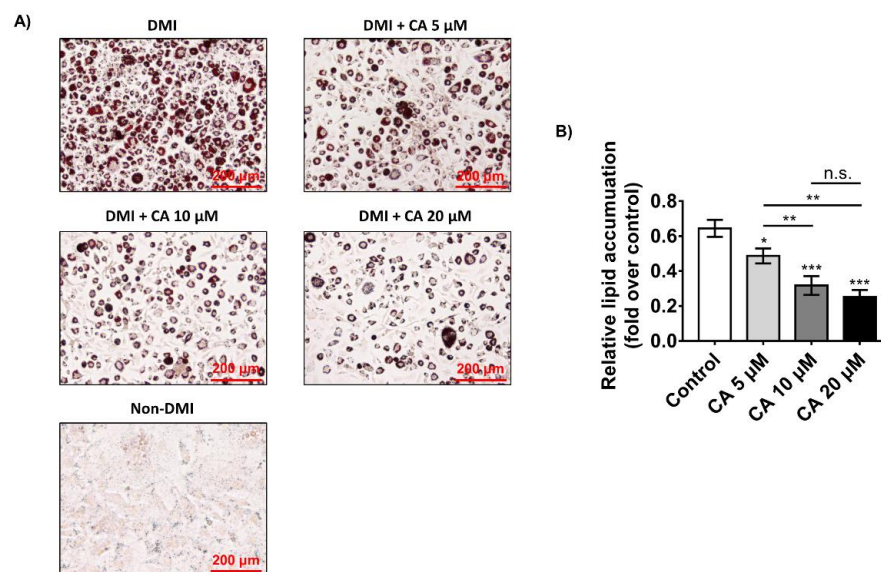 A)
DMI
DMI + CA 5 µM
200 µm
200 µm
DMI + CA 10 µM
DMI + CA 20 µM
200 µm
200 µm
Non-DMI
200 µm
B)
Relative lipid accumuation
(fold over control)
0.8
0.6
0.4
0.2
0.0
n.s.
**
**
*
***
***
Control
CA 5 µM
CA 10 µM
CA 20 µM